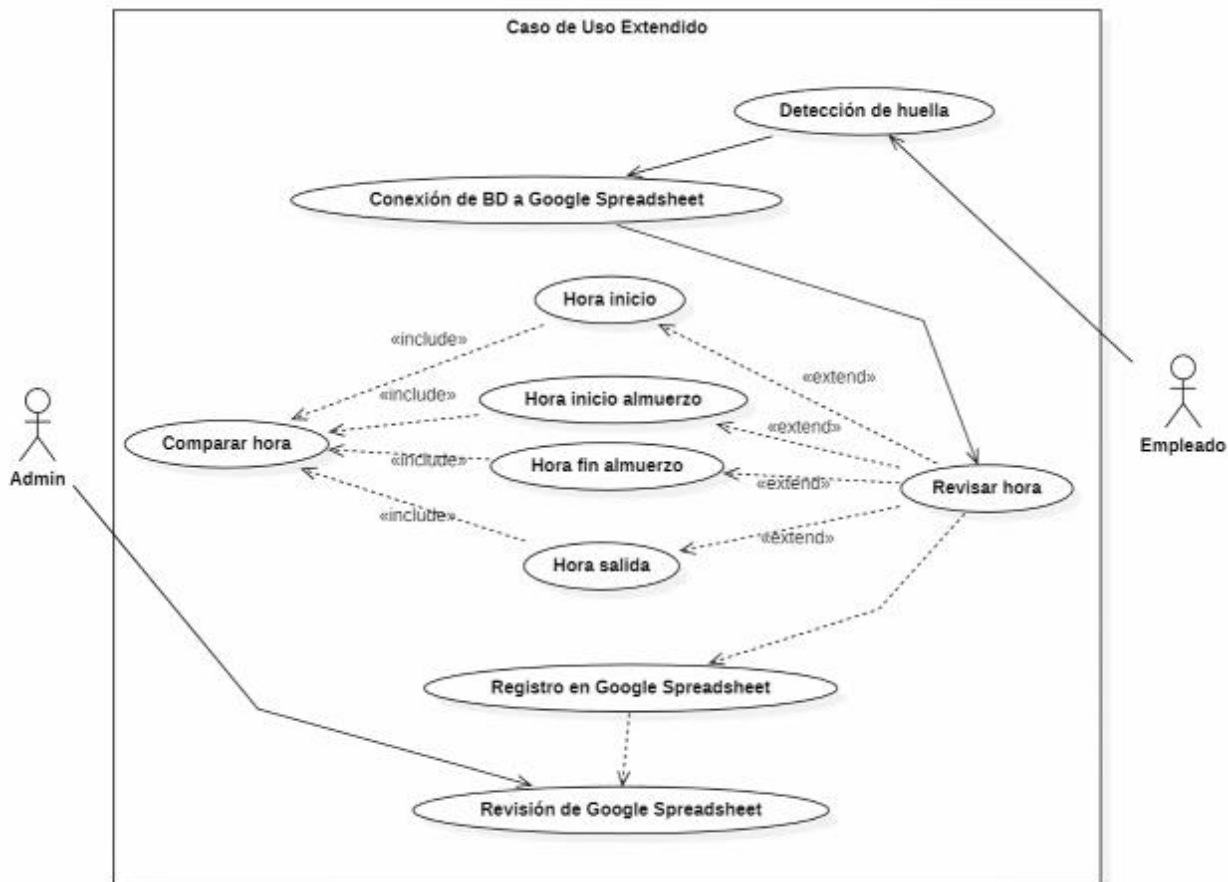 Caso de Uso Extendido
Detección de huella
Conexión de BD a Google Spreadsheet
Hora inicio
«include»
«extend»
«include»
Hora inicio almuerzo
«extend»
Comparar hora
Empleado
«include»
Hora fin almuerzo
Admin
«extend»
Revisar hora
«include»
«extend»
Hora salida
Registro en Google Spreadsheet
Revisión de Google Spreadsheet